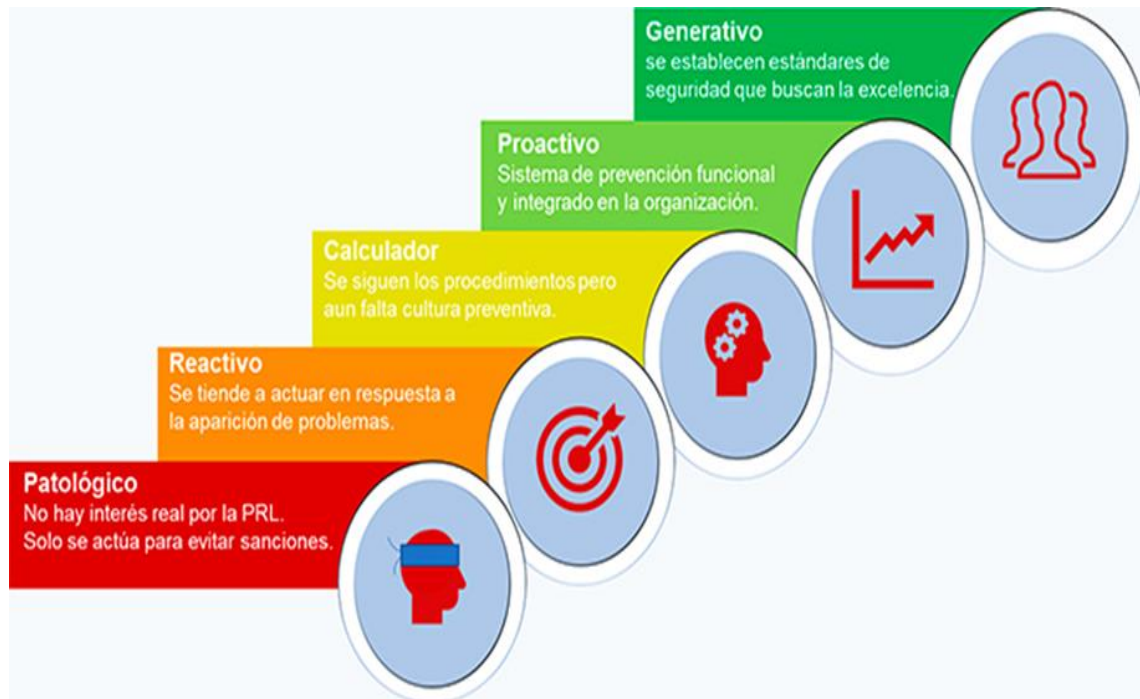 Generativo
se establecen estándares de
seguridad que buscan la excelencia.
Proactivo
Sistema de prevención funcional
y integrado en la organización.
Calculador
Se siguen los procedimientos pero
aun falta cultura preventiva.
Reactivo
Se tiende a actuar en respuesta a
la aparición de problemas.
Patológico
No hay interés real por la PRL.
Solo se actúa para evitar sanciones.